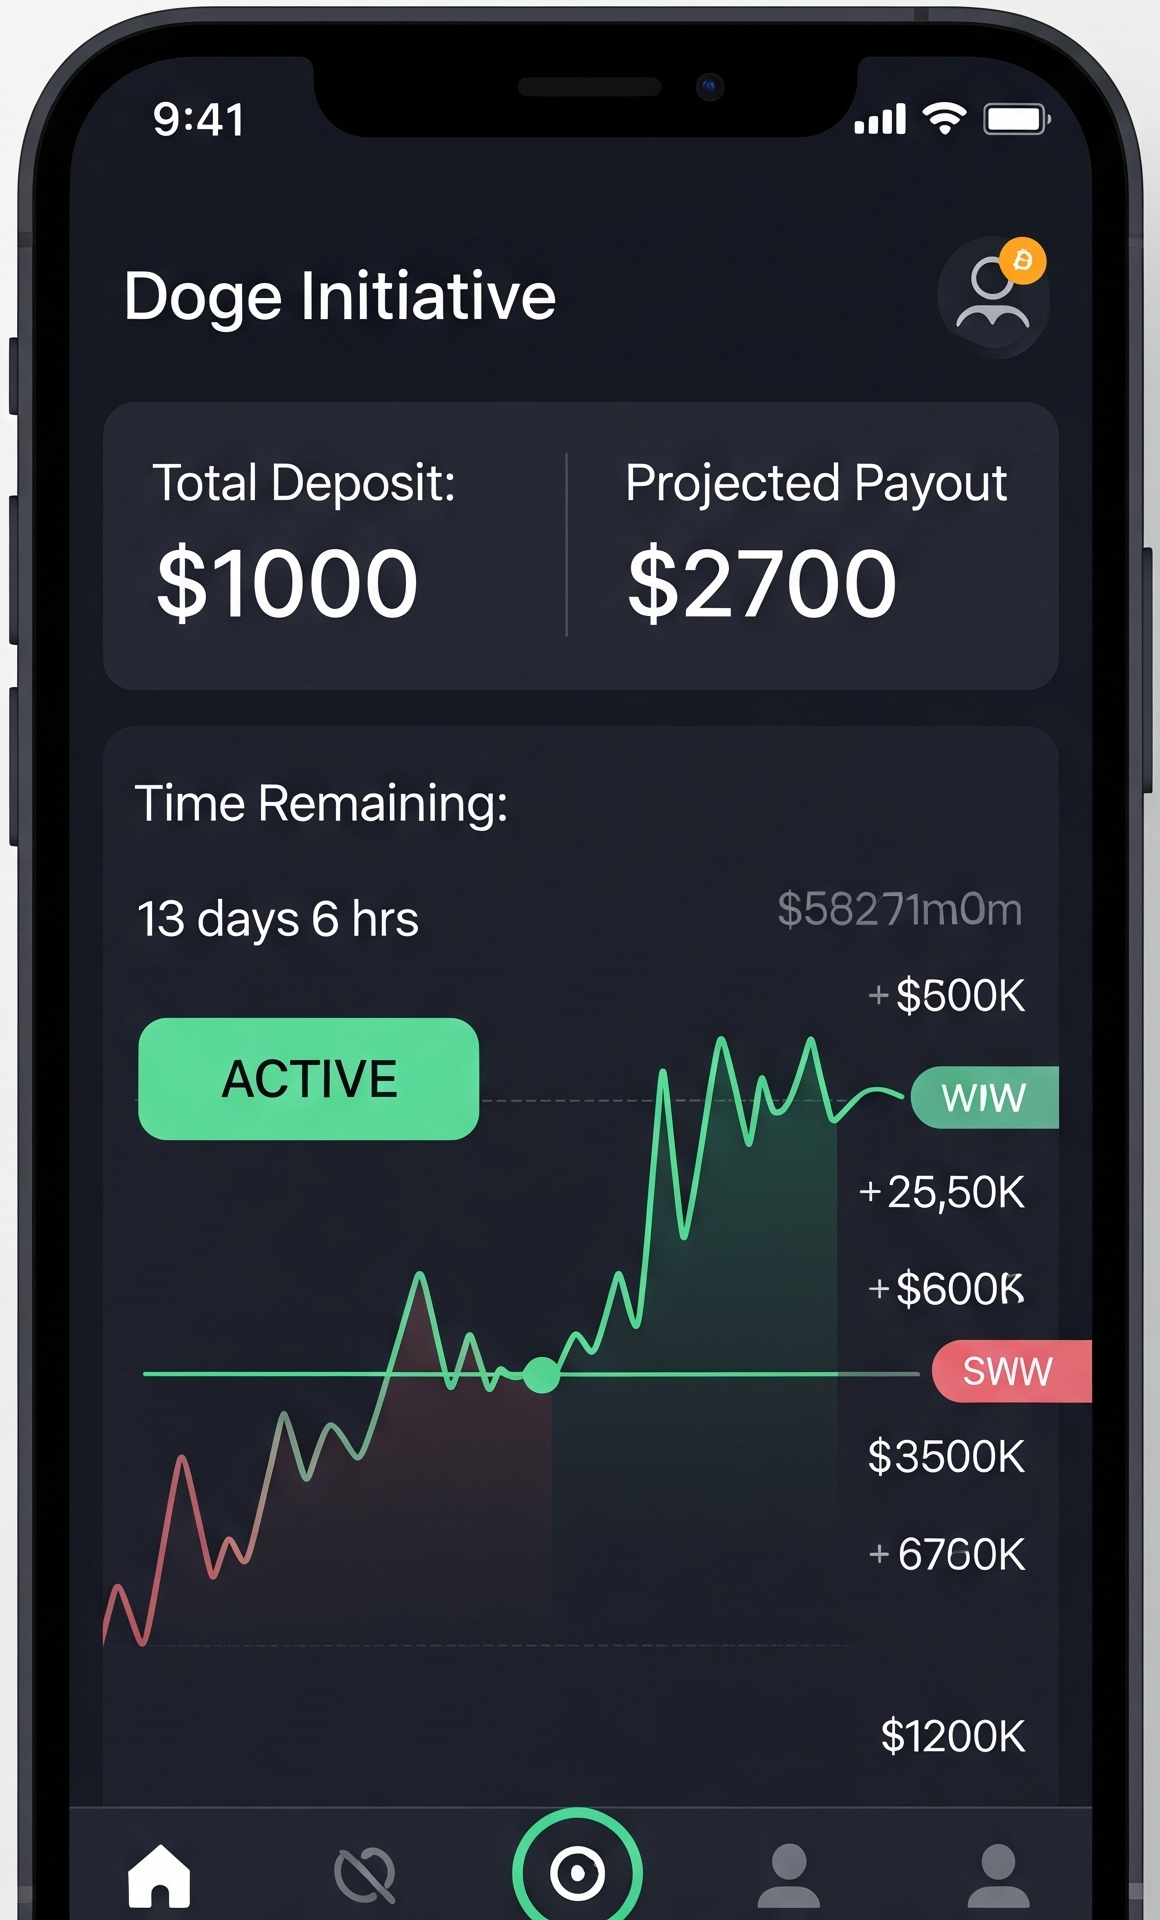 9:41
Doge Initiative
Total Deposit:
$1000
Projected Payout
$2700
Time Remaining:
13 days 6 hrs
$58271m0m
+$500K
ACTIVE
WIW
+25,50K
+$600K
SWW
$3500K
+6760K
$1200K